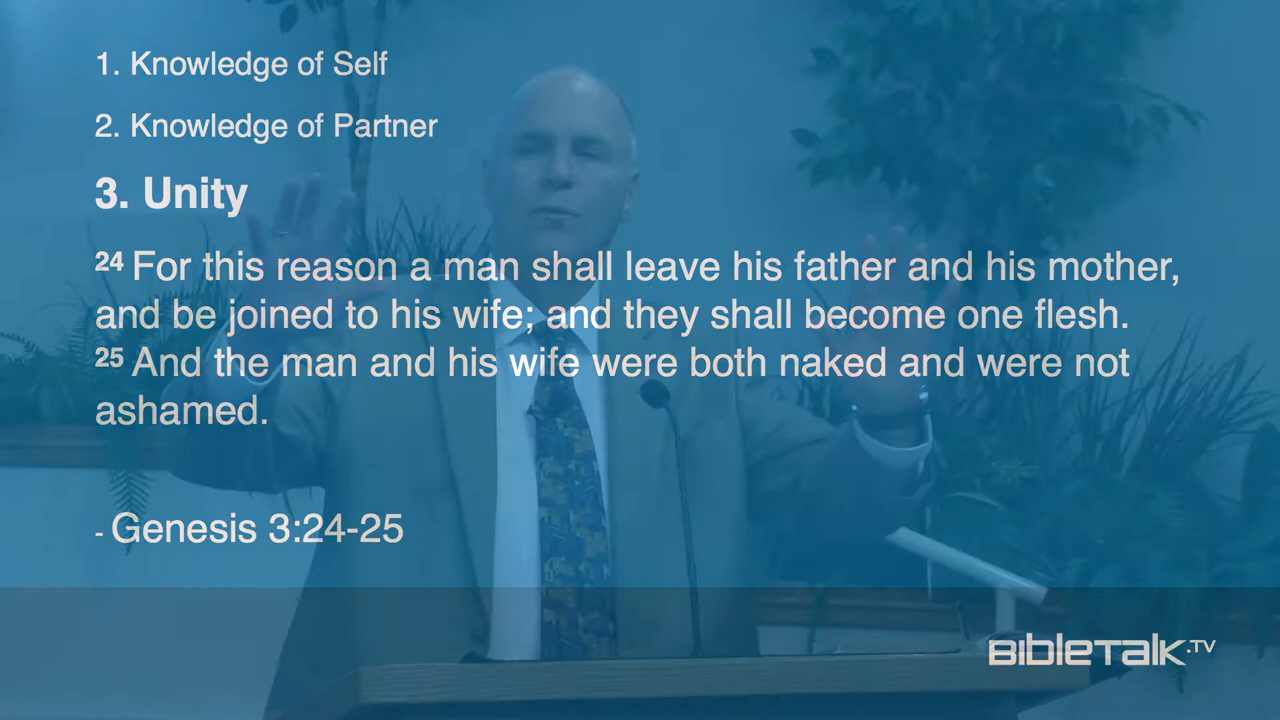 1. Knowledge of Self
2. Knowledge of Partner
3. Unity
24 For this reason a man shall leave his father and his mother,
and be joined to his wife; and they shall become one flesh.
25 And the man and his wife were both naked and were not
ashamed.
- Genesis 3:24-25
BibleTalk.TV